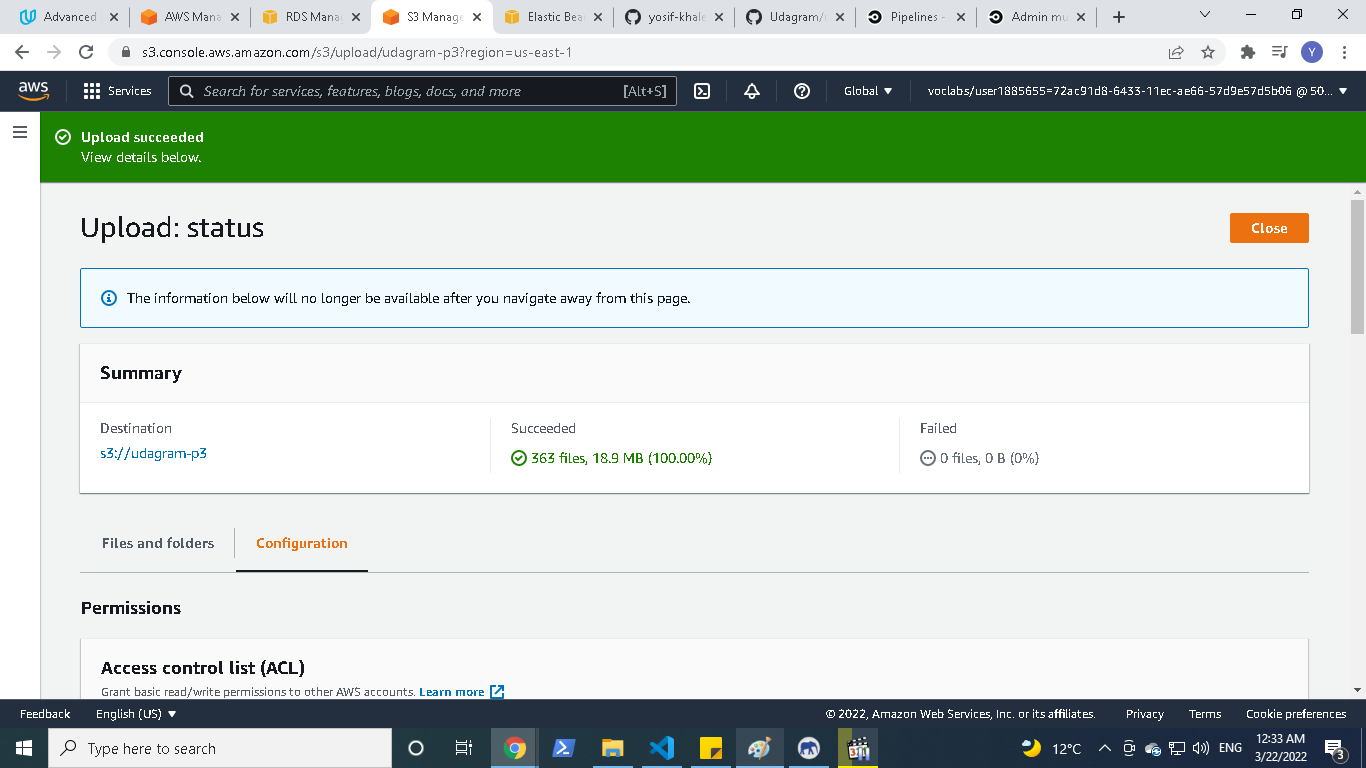 Advanced
AWS Mana
RDS Mana
S3 Manage
Elastic Bea
yosif-khale
Udagram/
Pipelines -
Admin mu
s3.console.aws.amazon.com/s3/upload/udagram-p3?region=us-east-1
Y
aws
Services
Search for services, features, blogs, docs, and more
[Alt+S]
Global
voclabs/user1885655=72ac91d8-6433-11ec-ae66-57d9e57d5b06 @ 50...
Upload succeeded
View details below.
Upload: status
Close
The information below will no longer be available after you navigate away from this page.
Summary
Destination
s3://udagram-p3
Succeeded
363 files, 18.9 MB (100.00%)
Failed
0 files, 0 B (0%)
Files and folders
Configuration
Permissions
Access control list (ACL)
Grant basic read/write permissions to other AWS accounts. Learn more
Feedback
English (US)
© 2022, Amazon Web Services, Inc. or its affiliates.
Privacy
Terms
Cookie preferences
Type here to search
12°C
ENG
12:33 AM
3/22/2022
3